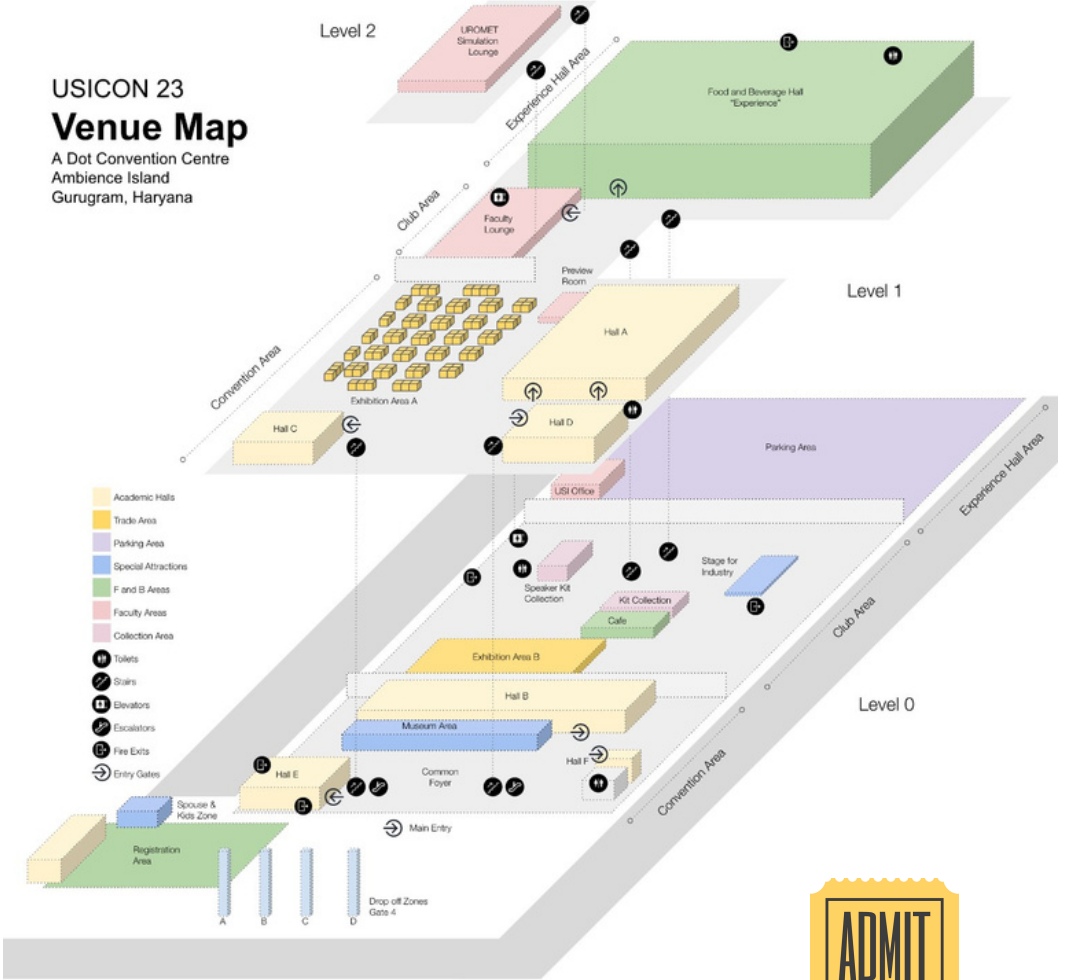 USICON 23
Venue Map
A Dot Convention Centre
Ambience Island
Gurugram, Haryana
Level 2
UROMET
Simulation
Lounge
Experience Hall Area
Food and Beverage Hall
"Experience"
Club Area
Faculty
Lounge
Preview
Room
Level 1
Convention Area
Hall A
Exhibition Area A
Hall C
Hall D
Parking Area
USI Office
Experience Hall Area
Academic Halls
Trade Area
Parking Area
Special Attractions
F and B Areas
Faculty Areas
Collection Area
Toilets
Stairs
Elevators
Escalators
Fire Exits
Entry Gates
Speaker Kit
Collection
Stage for
Industry
Kit Collection
Cafe
Club Area
Exhibition Area B
Hall B
Level 0
Museum Area
Hall F
Convention Area
Hall E
Common
Foyer
Spouse &
Kids Zone
Main Entry
Registration
Area
Drop off Zones
Gate 4
A
B
C
D
ADMIT